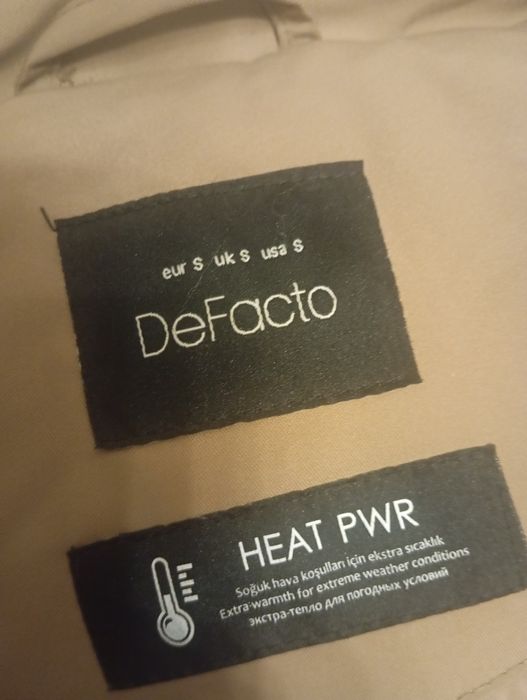 eur S uk S usa S
DeFacto
HEAT PWR
Soğuk hava koşulları için ekstra sıcaklık
Extra-warmth for extreme weather conditions
экстра-тепло для погодных условий